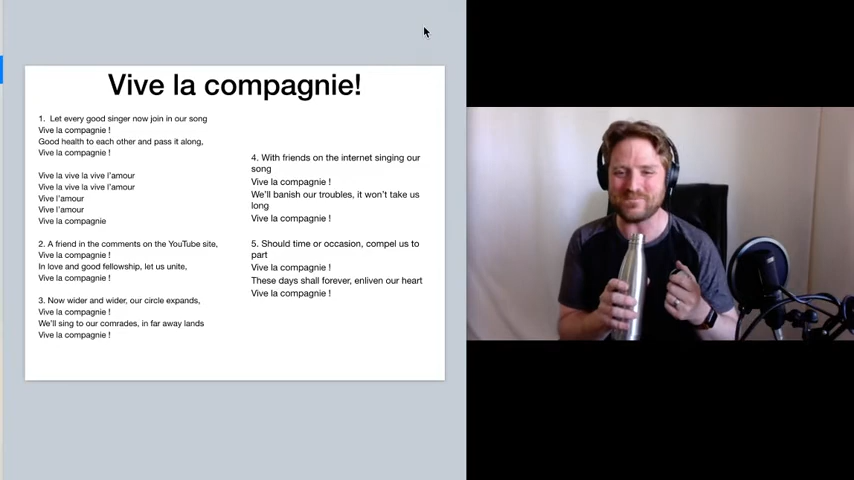 Vive la compagnie!
1. Let every good singer now join in our song
Vive la compagnie !
Good health to each other and pass it along,
Vive la compagnie !
Vive la vive la vive l'amour
Vive la vive la vive l'amour
Vive l'amour
Vive l'amour
Vive la compagnie
2. A friend in the comments on the YouTube site,
Vive la compagnie !
In love and good fellowship, let us unite,
Vive la compagnie !
3. Now wider and wider, our circle expands,
Vive la compagnie !
We'll sing to our comrades, in far away lands
Vive la compagnie !
4. With friends on the internet singing our
song
Vive la compagnie !
We'll banish our troubles, it won't take us
long
Vive la compagnie !
5. Should time or occasion, compel us to
part
Vive la compagnie !
These days shall forever, enliven our heart
Vive la compagnie !